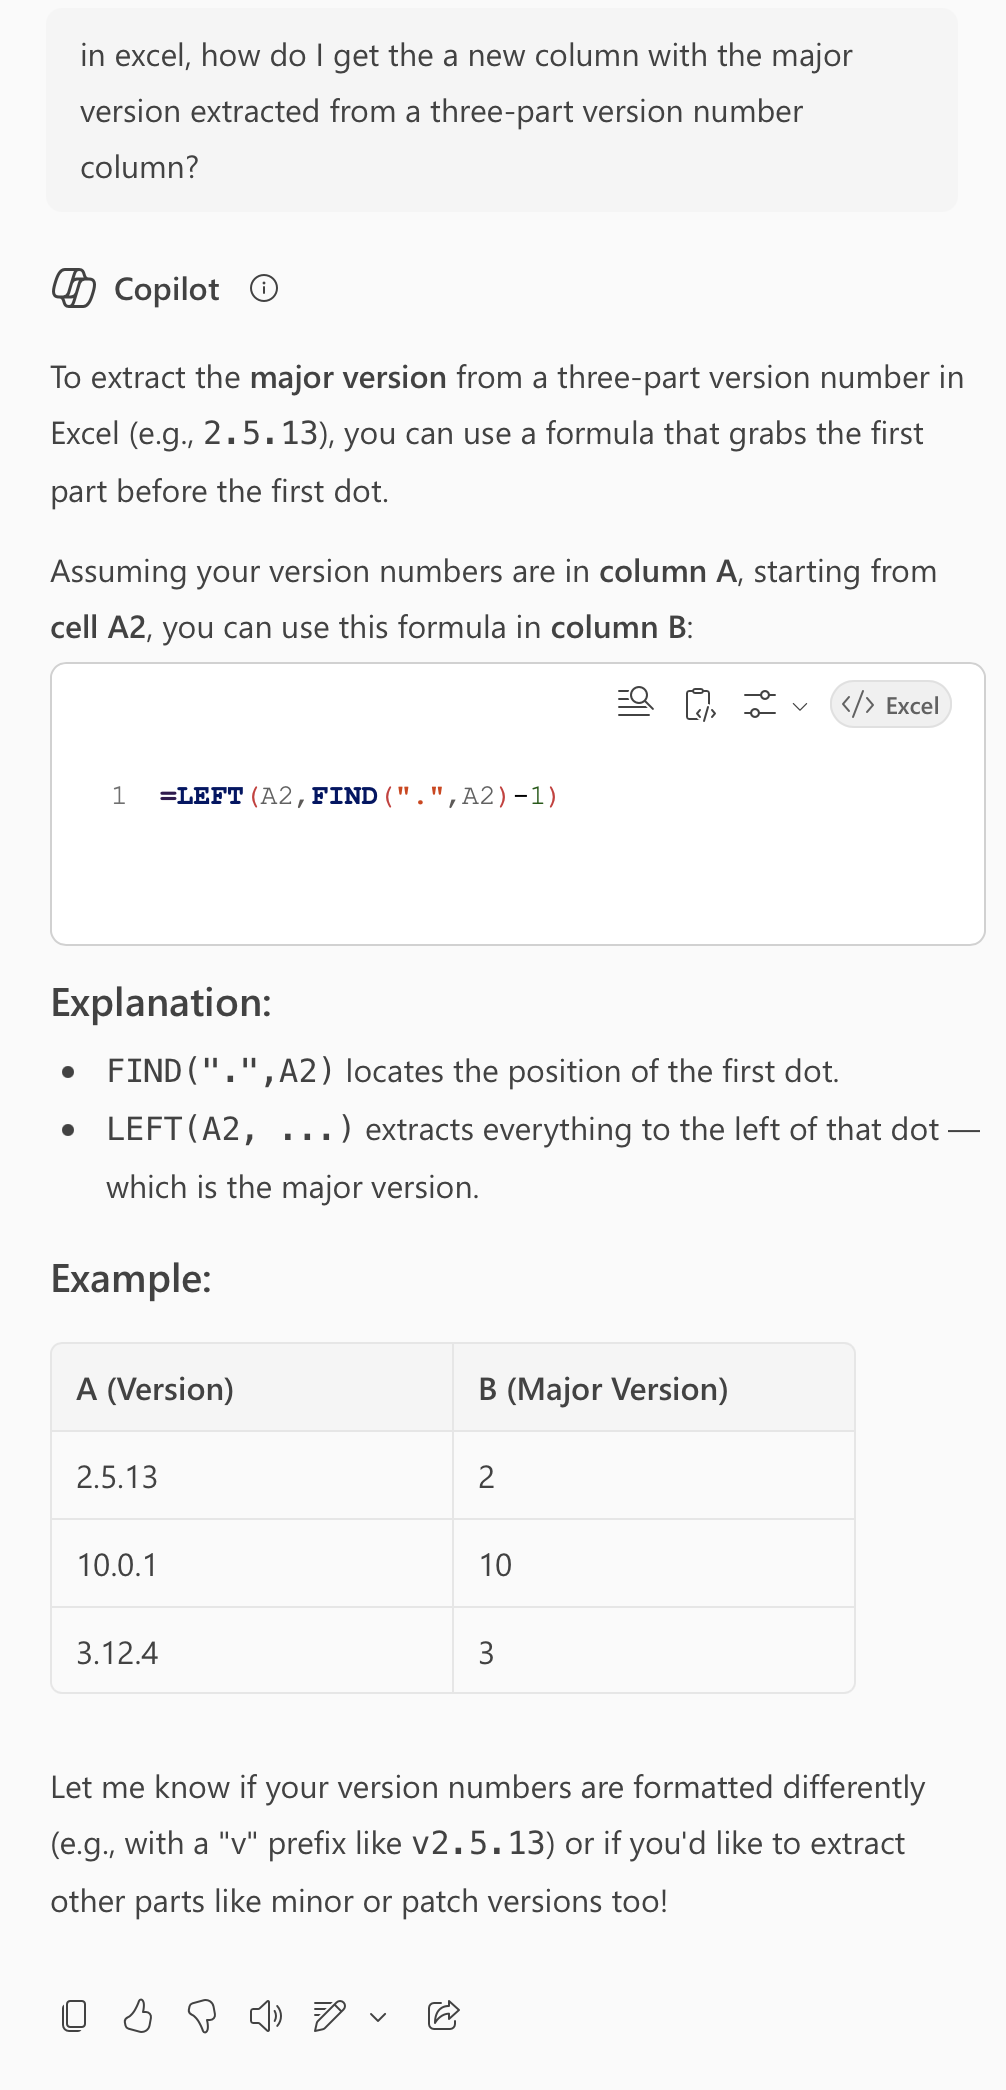 in excel, how do I get the a new column with the major
version extracted from a three-part version number
column?
Copilot
To extract the major version from a three-part version number in
Excel (e.g., 2.5.13), you can use a formula that grabs the first
part before the first dot.
Assuming your version numbers are in column A, starting from
cell A2, you can use this formula in column B:
Excel
1 =LEFT(A2,FIND(".",A2)-1)
Explanation:
• FIND(".",A2) locates the position of the first dot.
• LEFT(A2, ...) extracts everything to the left of that dot —
which is the major version.
Example:
A (Version) B (Major Version)
2.5.13 2
10.0.1 10
3.12.4 3
Let me know if your version numbers are formatted differently
(e.g., with a "v" prefix like v2.5.13) or if you'd like to extract
other parts like minor or patch versions too!